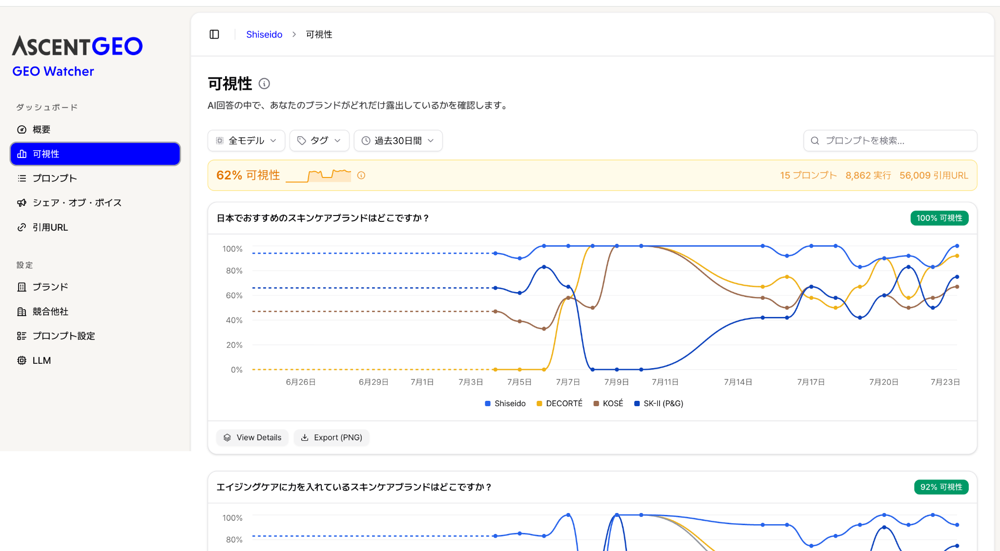 ASCENTGEO
GEO Watcher
ダッシュボード
概要
可視性
プロンプト
シェア・オブ・ボイス
引用URL
設定
ブランド
競合他社
プロンプト設定
LLM
Shiseido > 可視性
可視性
AI回答の中で、あなたのブランドがどれだけ露出しているかを確認します。
全モデル タグ 過去30日間 プロンプトを検索...
62% 可視性 15 プロンプト 8,862 実行 56,009 引用URL
日本でおすすめのスキンケアブランドはどこですか？ 100% 可視性
100%
80%
60%
40%
20%
0%
6月26日 6月29日 7月1日 7月3日 7月5日 7月7日 7月9日 7月11日 7月14日 7月17日 7月20日 7月23日
Shiseido DECORTÉ KOSÉ SK-II (P&G)
View Details Export (PNG)
エイジングケアに力を入れているスキンケアブランドはどこですか？ 92% 可視性
100%
80%